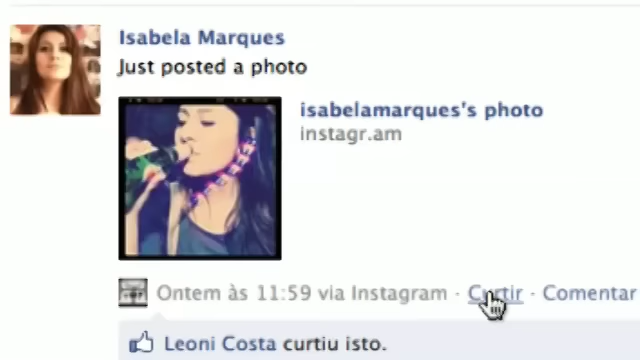 Isabela Marques
Just posted a photo
isabelamarques's photo
instagr.am
Ontem às 11:59 via Instagram · Curtir · Comentar
Leoni Costa curtiu isto.